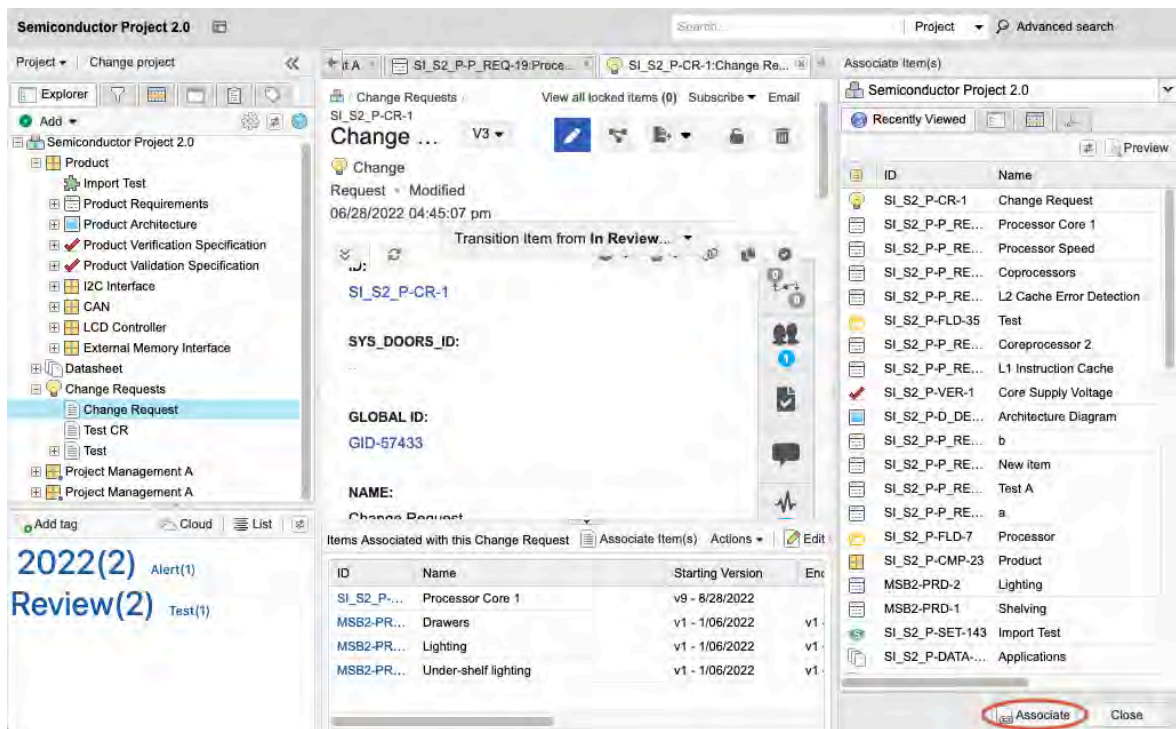 Semiconductor Project 2.0
Search...
Project
Advanced search
Project
Change project
Explorer
Add
Semiconductor Project 2.0
Product
Import Test
Product Requirements
Product Architecture
Product Verification Specification
Product Validation Specification
I2C Interface
CAN
LCD Controller
External Memory Interface
Datasheet
Change Requests
Change Request
Test CR
Test
Project Management A
Project Management A
Add tag
Cloud
List
2022(2) Alert(1)
Review(2) Test(1)
SI_S2_P-P_REQ-19:Proce...
SI_S2_P-CR-1:Change Re...
Change Requests
View all locked items (0) Subscribe Email
SI_S2_P-CR-1
Change ... V3
Change
Request • Modified
06/28/2022 04:45:07 pm
Transition Item from In Review...
ID:
SI_S2_P-CR-1
SYS_DOORS_ID:
GLOBAL ID:
GID-57433
NAME:
Change Request
0
0
1
Items Associated with this Change Request Associate Item(s) Actions Edit
ID Name Starting Version
SI_S2_P-... Processor Core 1 v9 - 8/28/2022
MSB2-PR... Drawers v1 - 1/06/2022 v1
MSB2-PR... Lighting v1 - 1/06/2022 v1
MSB2-PR... Under-shelf lighting v1 - 1/06/2022 v1
Associate Item(s)
Semiconductor Project 2.0
Recently Viewed
Preview
ID Name
SI_S2_P-CR-1 Change Request
SI_S2_P-P_RE... Processor Core 1
SI_S2_P-P_RE... Processor Speed
SI_S2_P-P_RE... Coprocessors
SI_S2_P-P_RE... L2 Cache Error Detection
SI_S2_P-FLD-35 Test
SI_S2_P-P_RE... Coreprocessor 2
SI_S2_P-P_RE... L1 Instruction Cache
SI_S2_P-VER-1 Core Supply Voltage
SI_S2_P-D_DE... Architecture Diagram
SI_S2_P-P_RE... b
SI_S2_P-P_RE... New item
SI_S2_P-P_RE... Test A
SI_S2_P-P_RE... a
SI_S2_P-FLD-7 Processor
SI_S2_P-CMP-23 Product
MSB2-PRD-2 Lighting
MSB2-PRD-1 Shelving
SI_S2_P-SET-143 Import Test
SI_S2_P-DATA-... Applications
Associate
Close